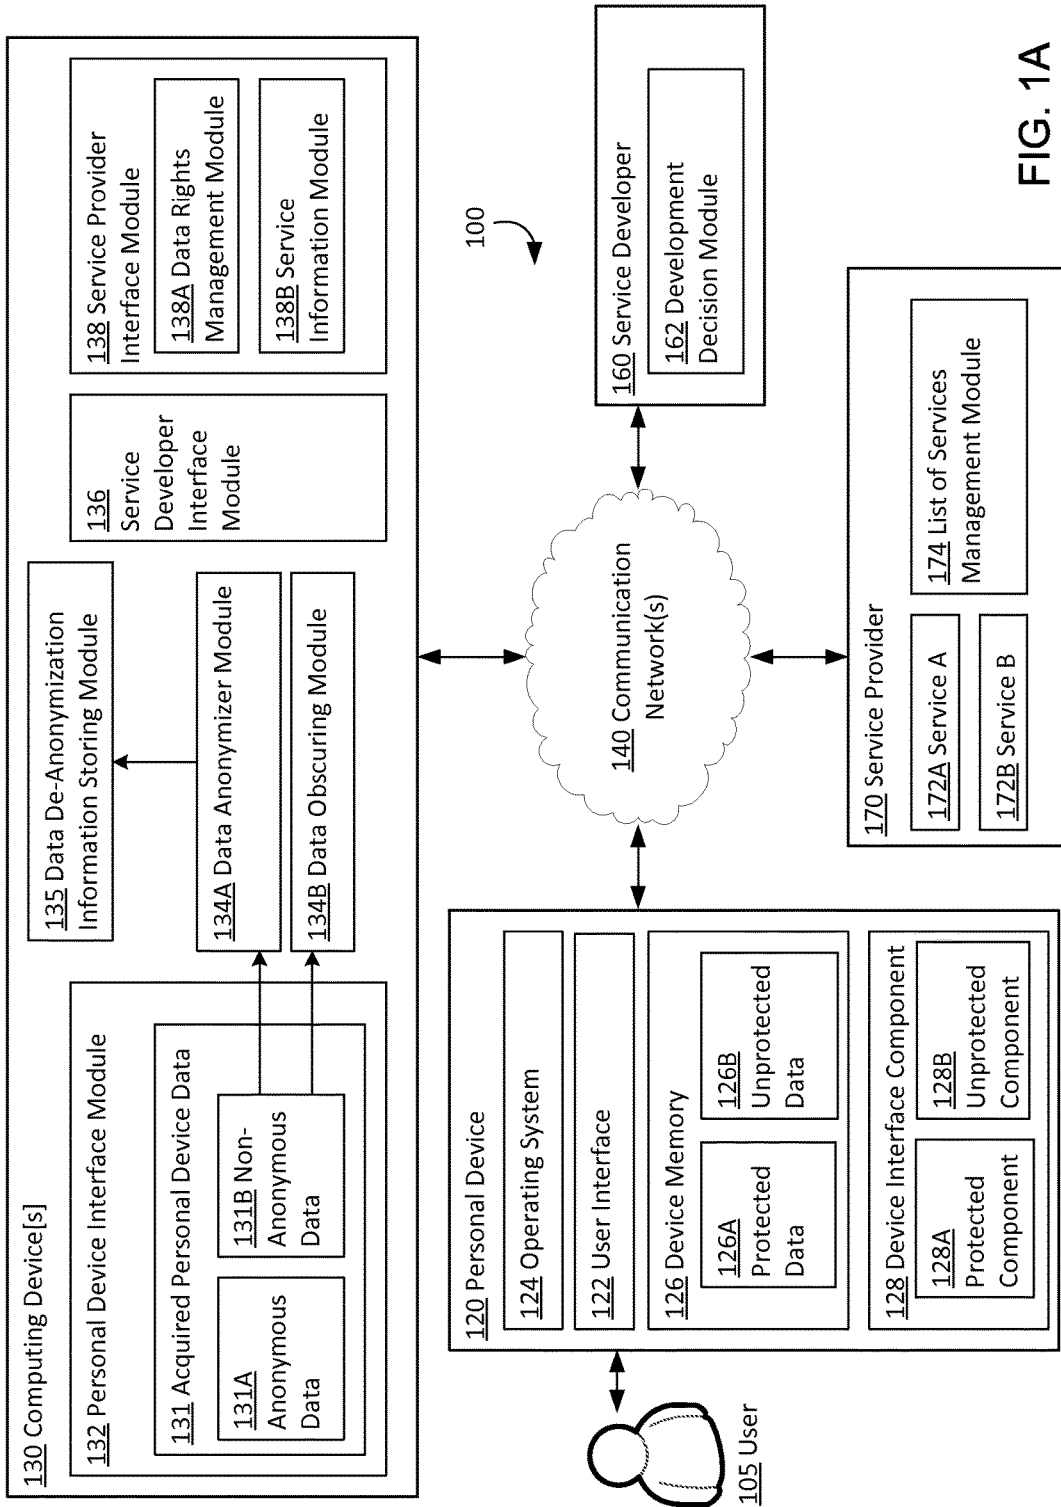 130 Computing Device[s]
132 Personal Device Interface Module
131 Acquired Personal Device Data
131A
Anonymous
Data
131B Non-
Anonymous
Data
135 Data De-Anonymization
Information Storing Module
134A Data Anonymizer Module
134B Data Obscuring Module
136
Service
Developer
Interface
Module
138 Service Provider
Interface Module
138A Data Rights
Management Module
138B Service
Information Module
100
105 User
120 Personal Device
124 Operating System
122 User Interface
126 Device Memory
126A
Protected
Data
126B
Unprotected
Data
128 Device Interface Component
128A
Protected
Component
128B
Unprotected
Component
140 Communication
Network(s)
160 Service Developer
162 Development
Decision Module
170 Service Provider
172A Service A
172B Service B
174 List of Services
Management Module
FIG. 1A